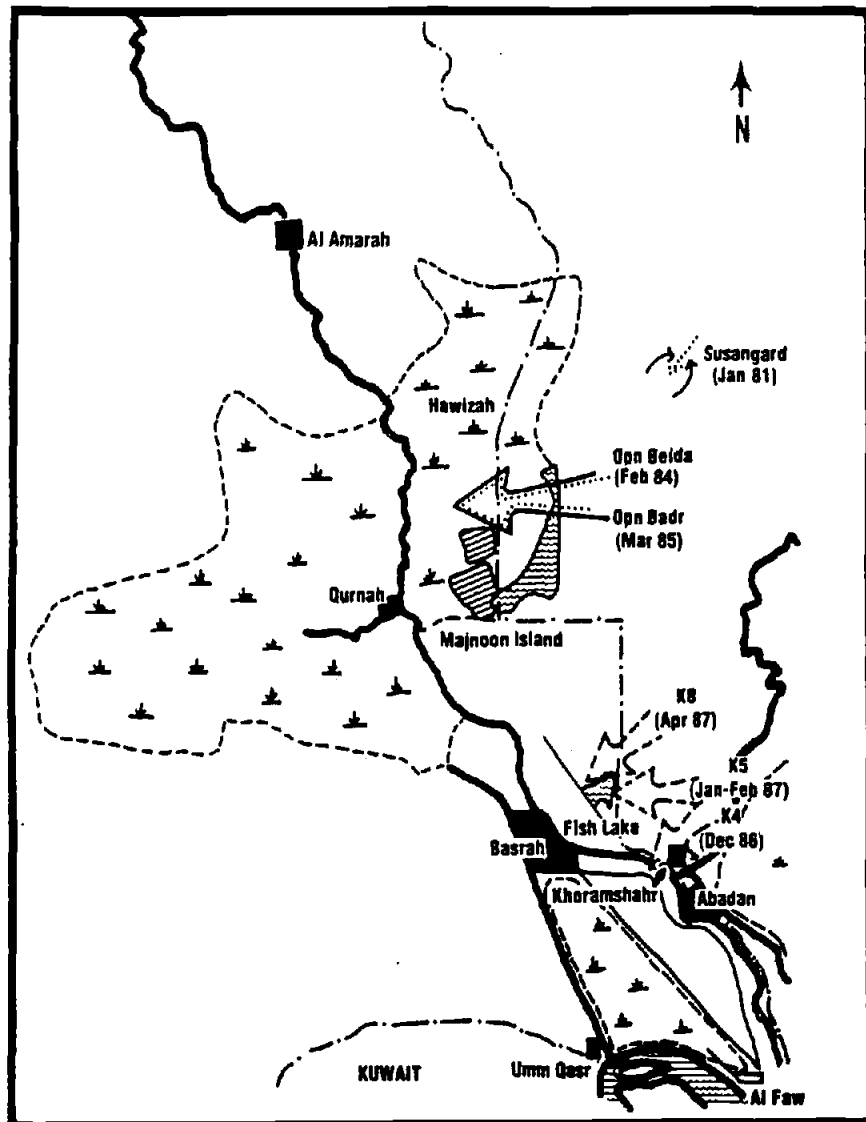 N
Al Amarah
Susangard
(Jan 81)
Hawizah
Opn Beida
(Feb 84)
Opn Badr
(Mar 85)
Qurnah
Majnoon Island
K8
(Apr 87)
K5
(Jan-Feb 87)
K4
(Dec 86)
Fish Lake
Basrah
Khoramshahr
Abadan
Umm Qasr
KUWAIT
Al Faw